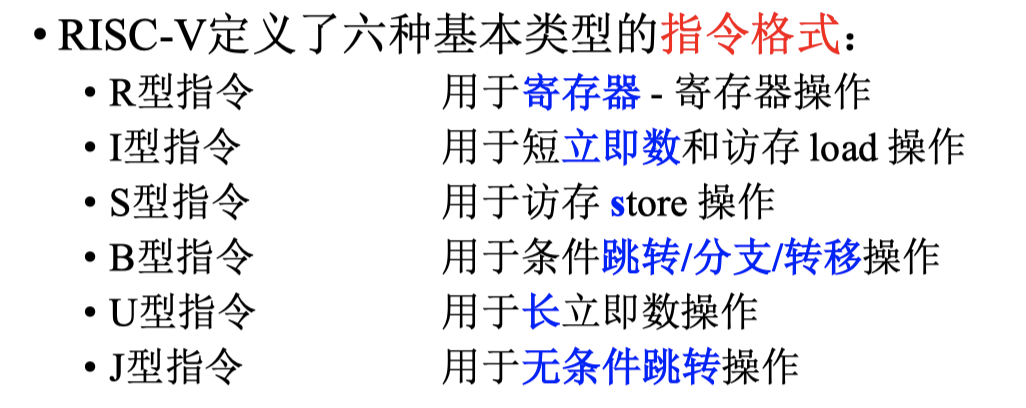 • RISC-V定义了六种基本类型的指令格式：
• R型指令 用于寄存器 - 寄存器操作
• I型指令 用于短立即数和访存 load 操作
• S型指令 用于访存 store 操作
• B型指令 用于条件跳转/分支/转移操作
• U型指令 用于长立即数操作
• J型指令 用于无条件跳转操作